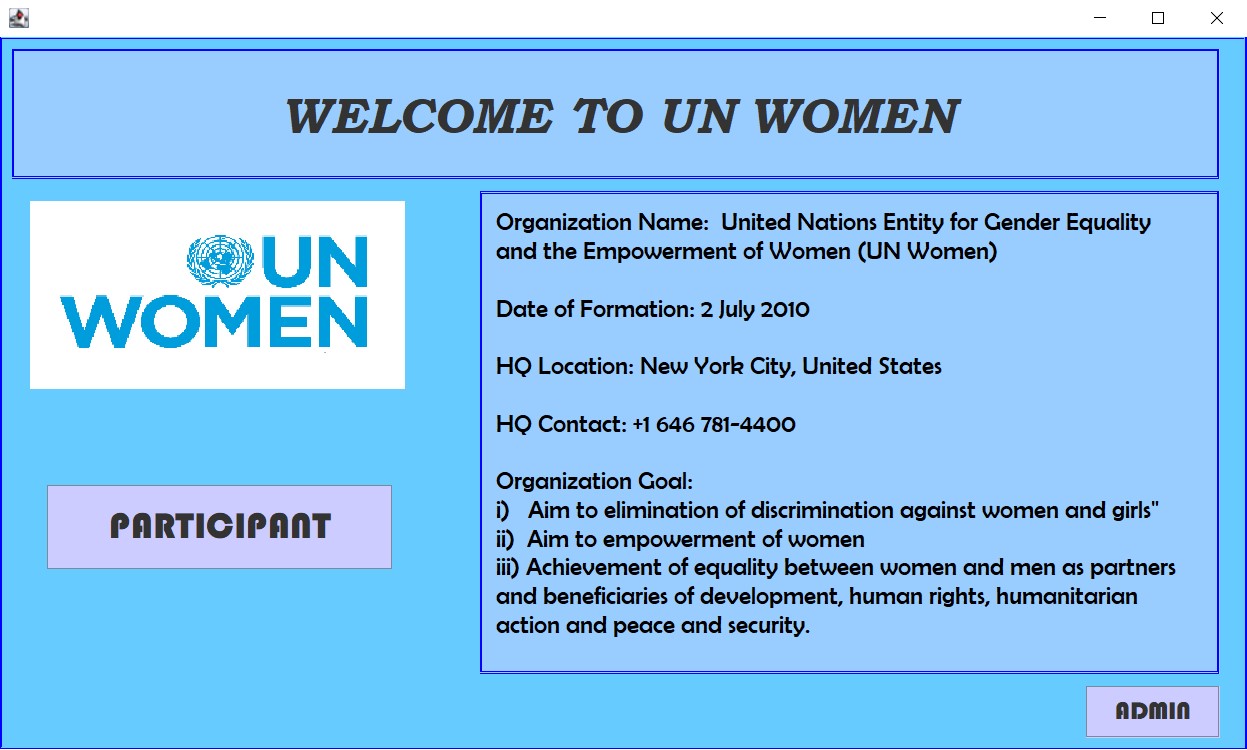 WELCOME TO UN WOMEN
UN
WOMEN
Organization Name:  United Nations Entity for Gender Equality
and the Empowerment of Women (UN Women)
Date of Formation: 2 July 2010
HQ Location: New York City, United States
HQ Contact: +1 646 781-4400
Organization Goal:
i)   Aim to elimination of discrimination against women and girls"
ii)  Aim to empowerment of women
iii) Achievement of equality between women and men as partners
and beneficiaries of development, human rights, humanitarian
action and peace and security.
PARTICIPANT
ADMIN